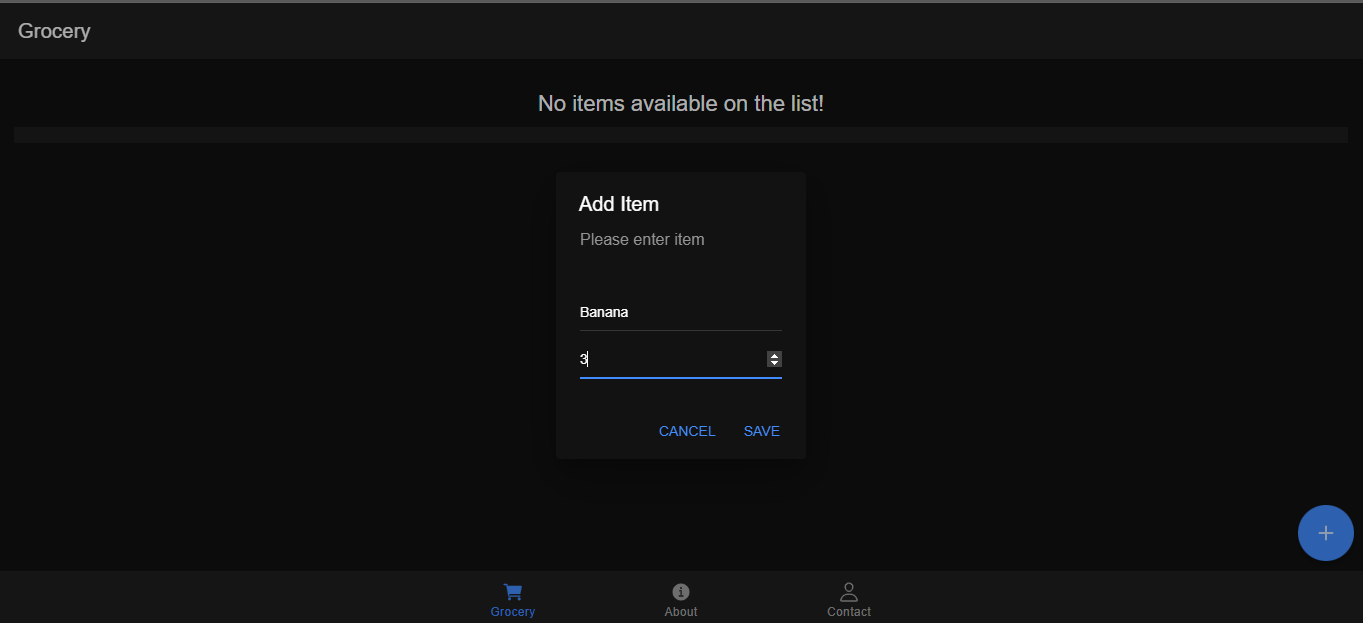 Grocery
No items available on the list!
Add Item
Please enter item
Banana
3
CANCEL SAVE
Grocery About Contact